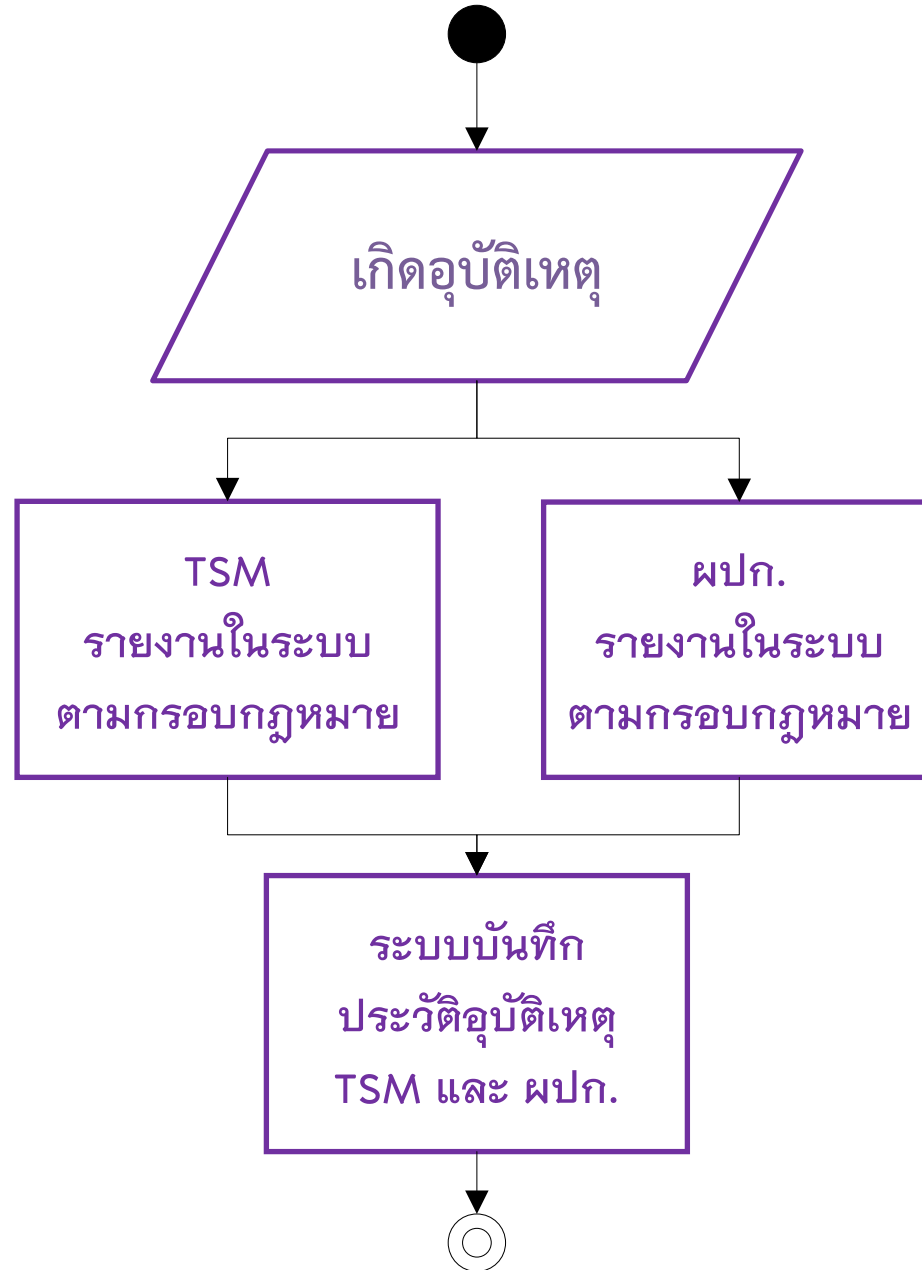 เกิดอุบัติเหตุ
TSM
รายงานในระบบ
ตามกรอบกฎหมาย
ผปก.
รายงานในระบบ
ตามกรอบกฎหมาย
ระบบบันทึก
ประวัติอุบัติเหตุ
TSM และ ผปก.